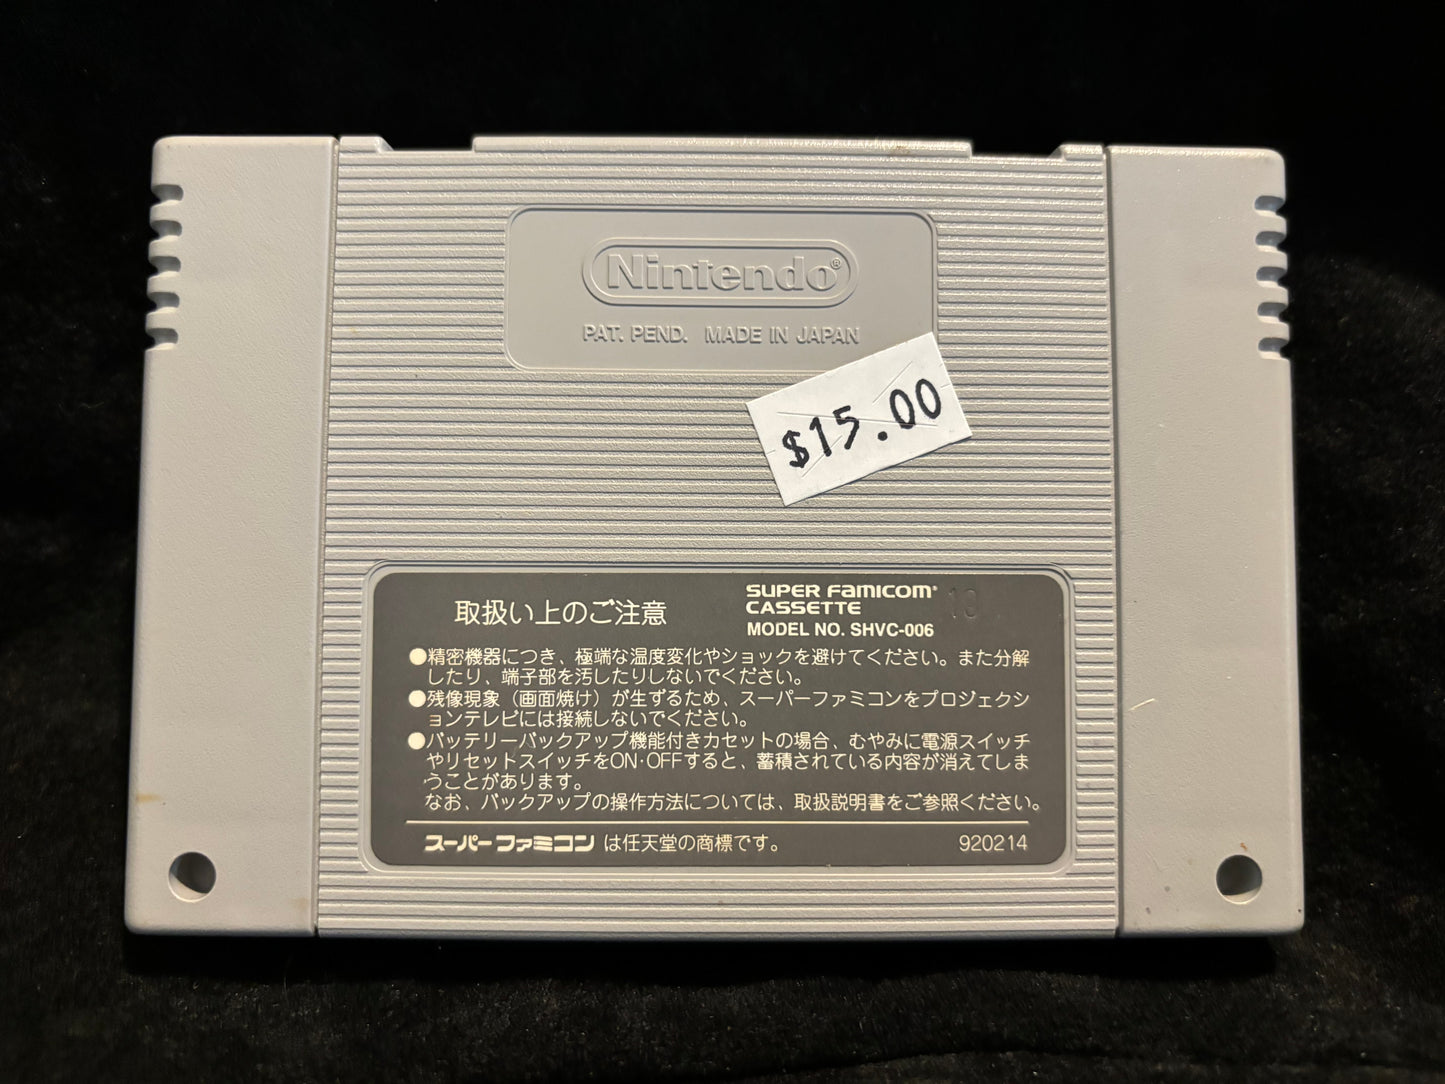 Nintendo®
PAT. PEND. MADE IN JAPAN
$15.00
取扱い上のご注意
SUPER FAMICOM®
CASSETTE
MODEL NO. SHVC-006
●精密機器につき、極端な温度変化やショックを避けてください。また分解
したり、端子部を汚したりしないでください。
●残像現象（画面焼け）が生ずるため、スーパーファミコンをプロジェクシ
ョンテレビには接続しないでください。
●バッテリーバックアップ機能付きカセットの場合、むやみに電源スイッチ
やリセットスイッチをON・OFFすると、蓄積されている内容が消えてしま
うことがあります。
なお、バックアップの操作方法については、取扱説明書をご参照ください。
スーパーファミコン は任天堂の商標です。
920214